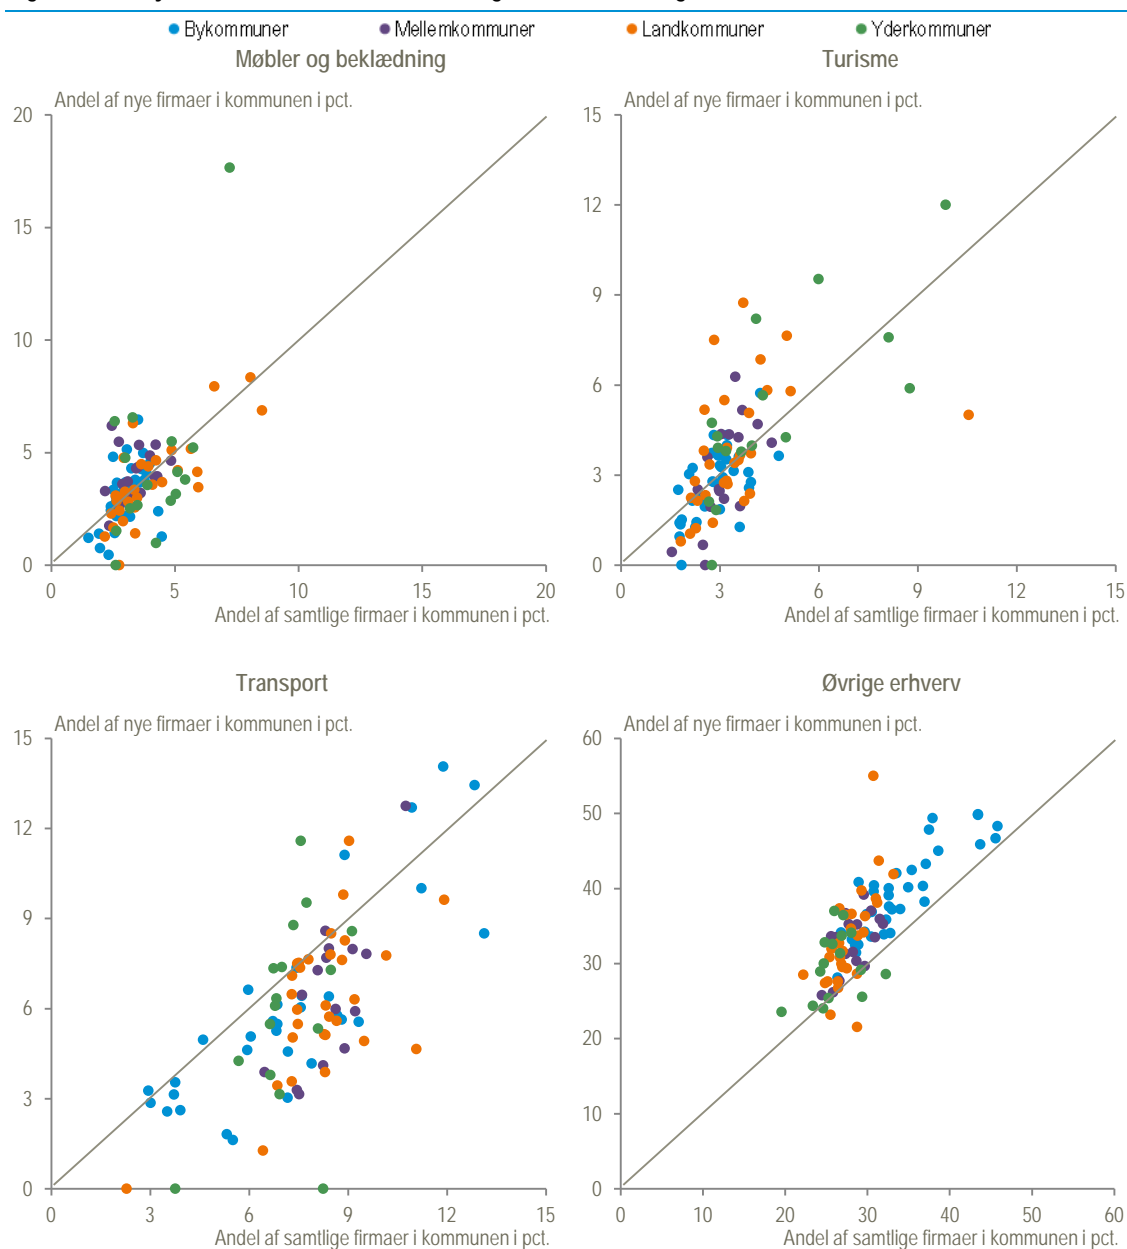 Bykommuner Mellemkommuner Landkommuner Yderkommuner
Møbler og beklædning
Turisme
Andel af nye firmaer i kommunen i pct.
Andel af nye firmaer i kommunen i pct.
20
15
10
5
0
0 5 10 15 20
Andel af samtlige firmaer i kommunen i pct.
15
12
9
6
3
0
0 3 6 9 12 15
Andel af samtlige firmaer i kommunen i pct.
Transport
Øvrige erhverv
Andel af nye firmaer i kommunen i pct.
Andel af nye firmaer i kommunen i pct.
15
12
9
6
3
0
0 3 6 9 12 15
Andel af samtlige firmaer i kommunen i pct.
60
50
40
30
20
10
0
0 10 20 30 40 50 60
Andel af samtlige firmaer i kommunen i pct.